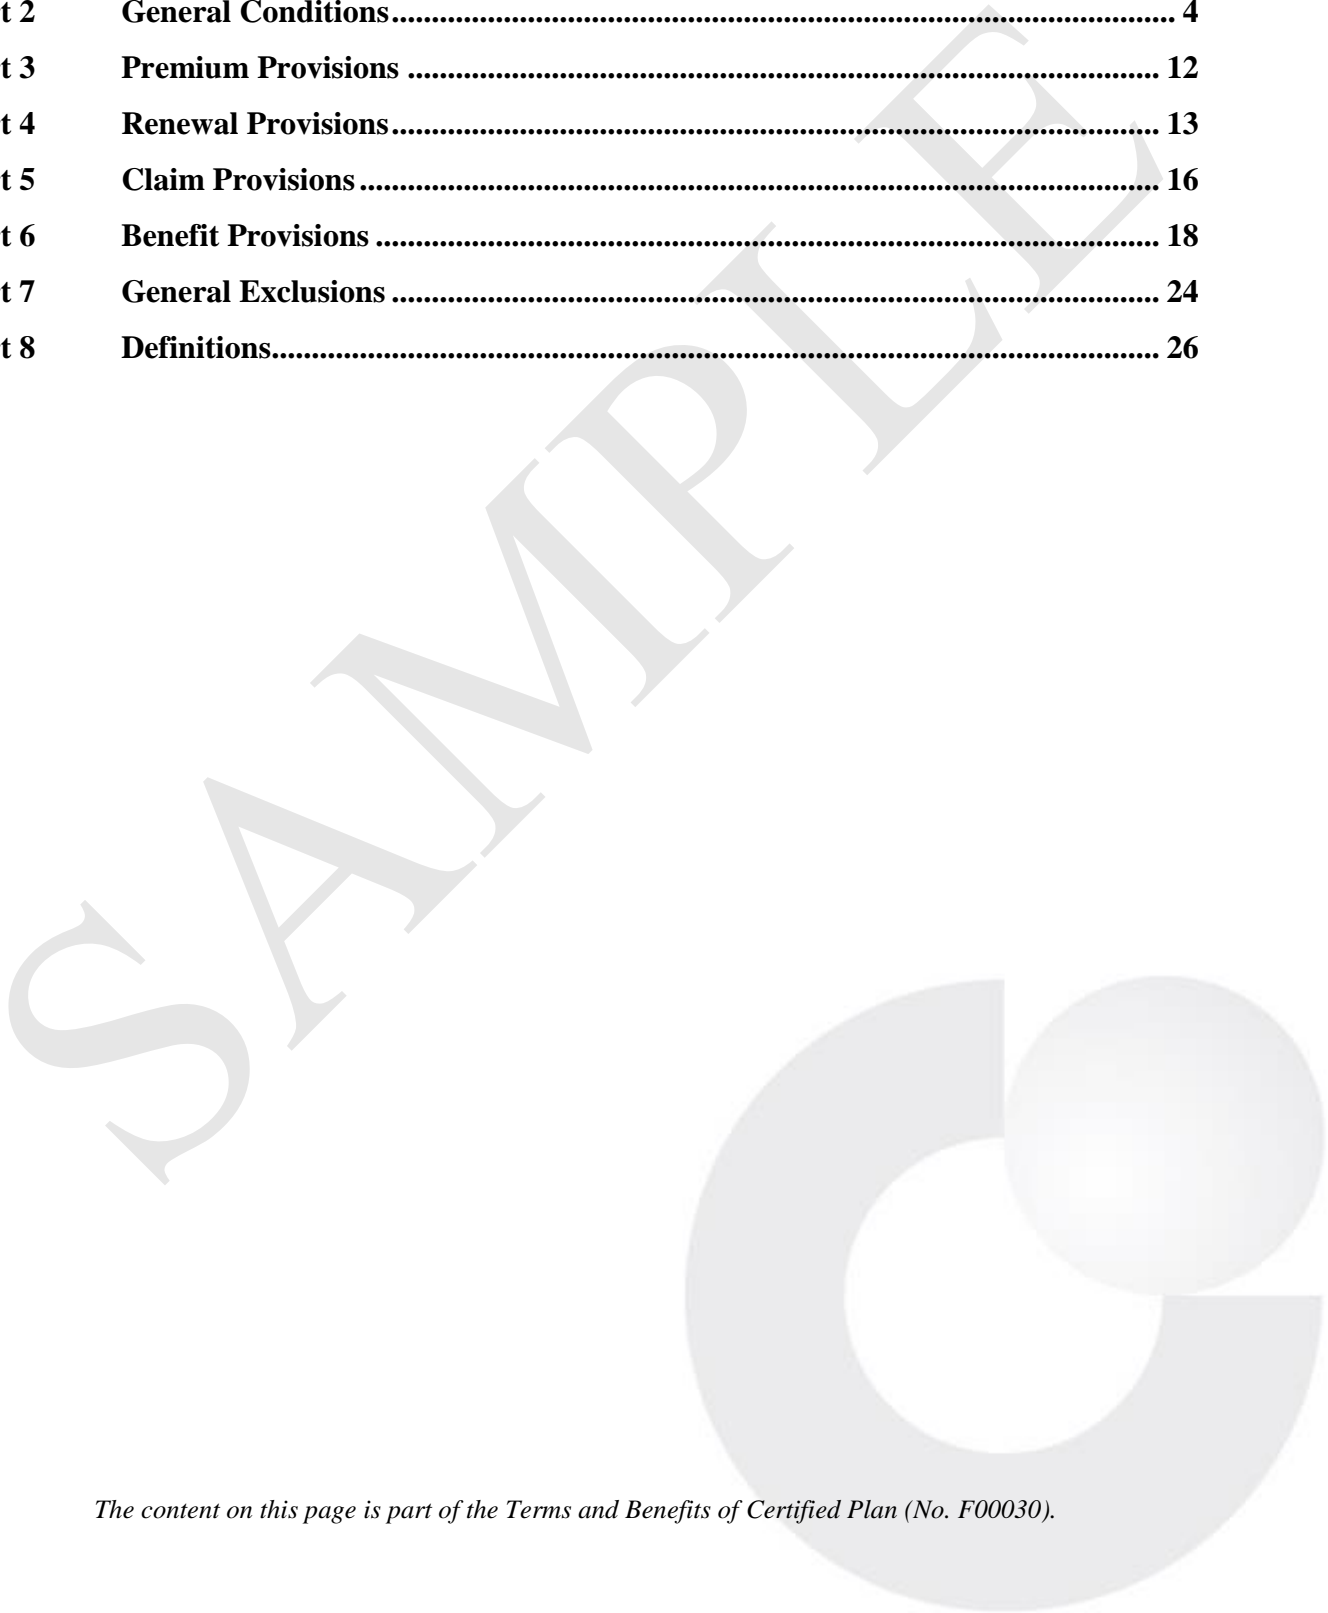 t 2 General Conditions.................................................................................................. 4
t 3 Premium Provisions .............................................................................................. 12
t 4 Renewal Provisions................................................................................................ 13
t 5 Claim Provisions.................................................................................................... 16
t 6 Benefit Provisions .................................................................................................. 18
t 7 General Exclusions ................................................................................................ 24
t 8 Definitions............................................................................................................... 26
SAMPLE
The content on this page is part of the Terms and Benefits of Certified Plan (No. F00030).